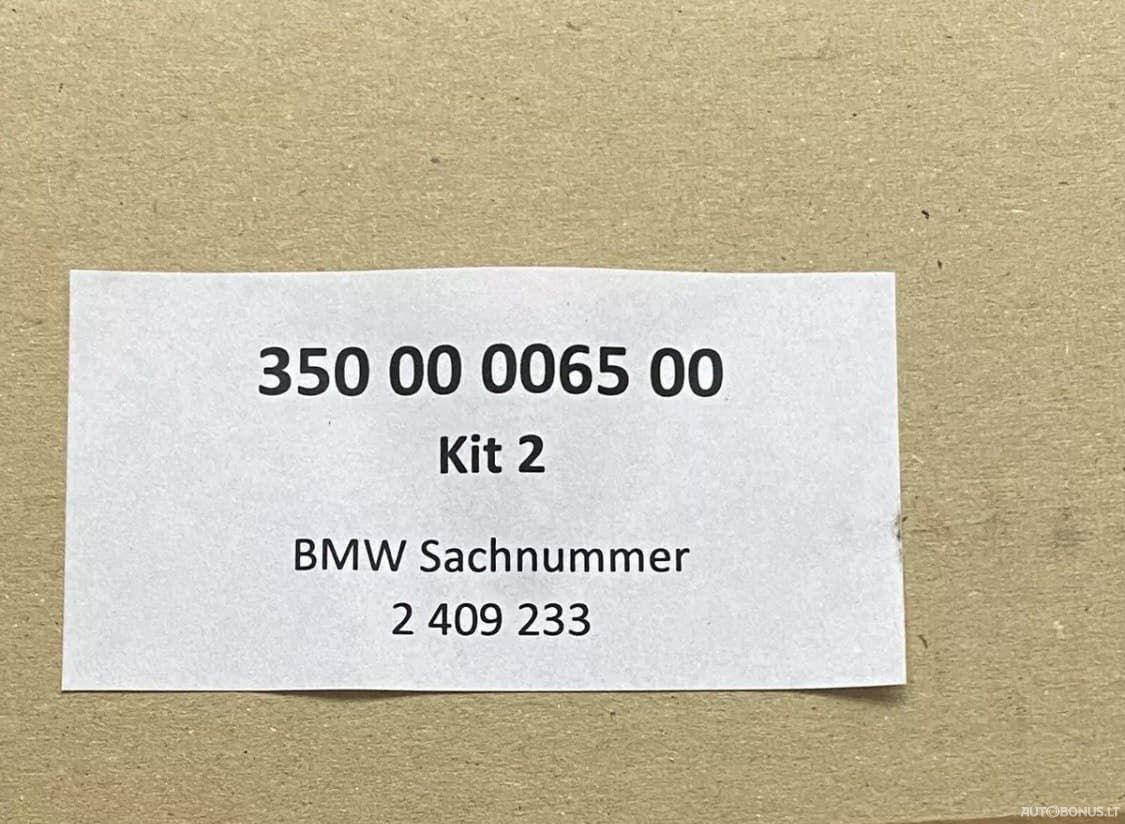 350 00 0065 00
Kit 2
BMW Sachnummer
2 409 233
AUTOBONUS.LT